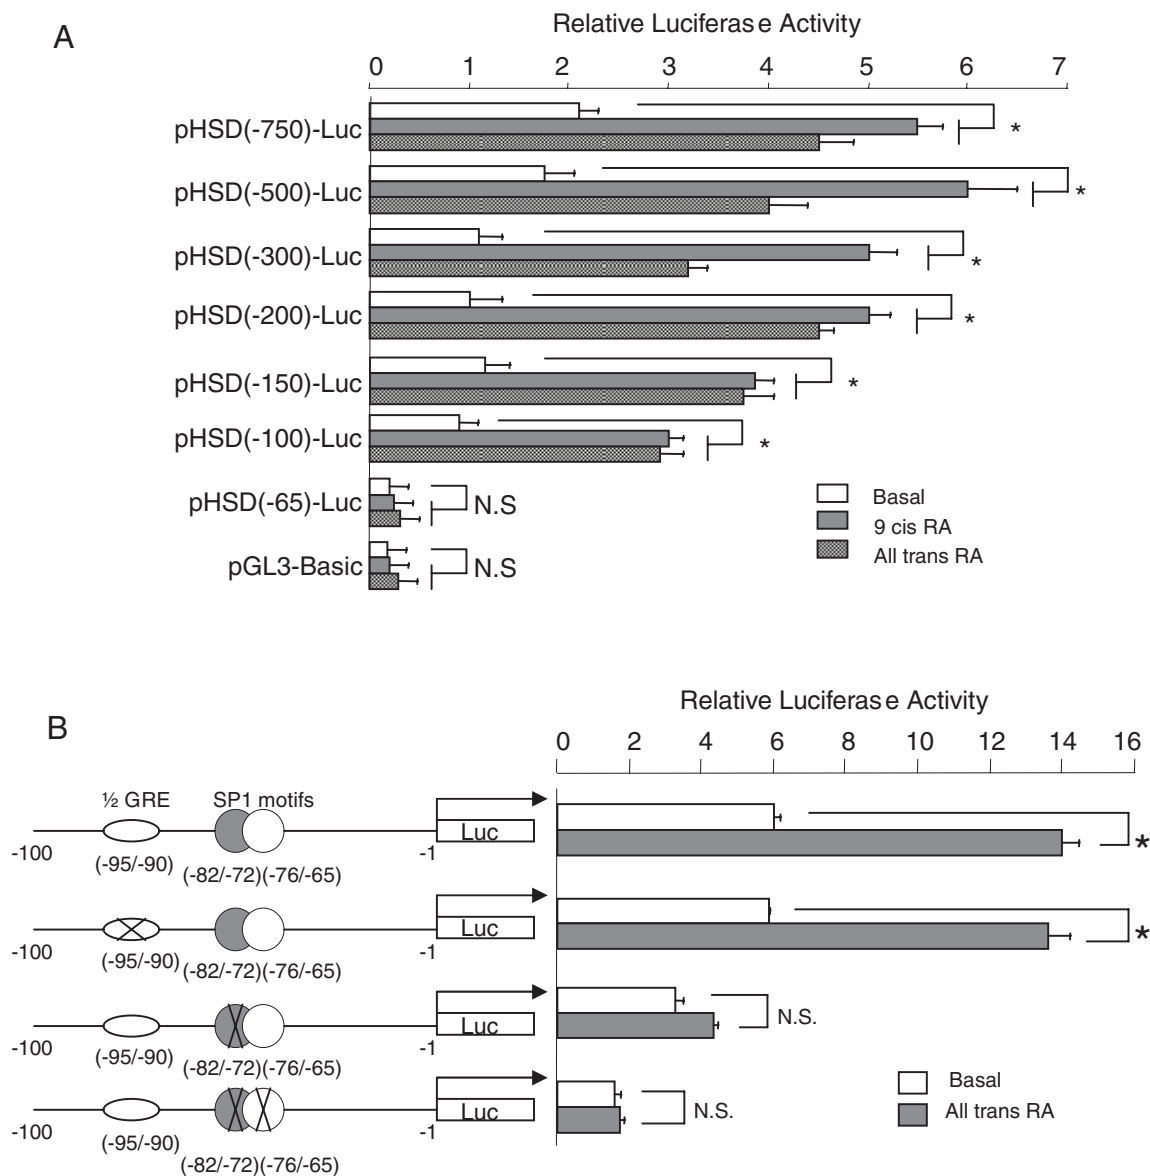 A
Relative Luciferase Activity
0 1 2 3 4 5 6 7
pHSD(-750)-Luc
*
pHSD(-500)-Luc
*
pHSD(-300)-Luc
*
pHSD(-200)-Luc
*
pHSD(-150)-Luc
*
pHSD(-100)-Luc
*
pHSD(-65)-Luc
N.S
pGL3-Basic
N.S
Basal
9 cis RA
All trans RA
B
Relative Luciferase Activity
0 2 4 6 8 10 12 14 16
½ GRE SP1 motifs
Luc
-100 -1
(-95/-90) (-82/-72)(-76/-65)
*
Luc
-100 -1
(-95/-90) (-82/-72)(-76/-65)
*
Luc
-100 -1
(-95/-90) (-82/-72)(-76/-65)
N.S.
Luc
-100 -1
(-95/-90) (-82/-72)(-76/-65)
N.S.
Basal
All trans RA